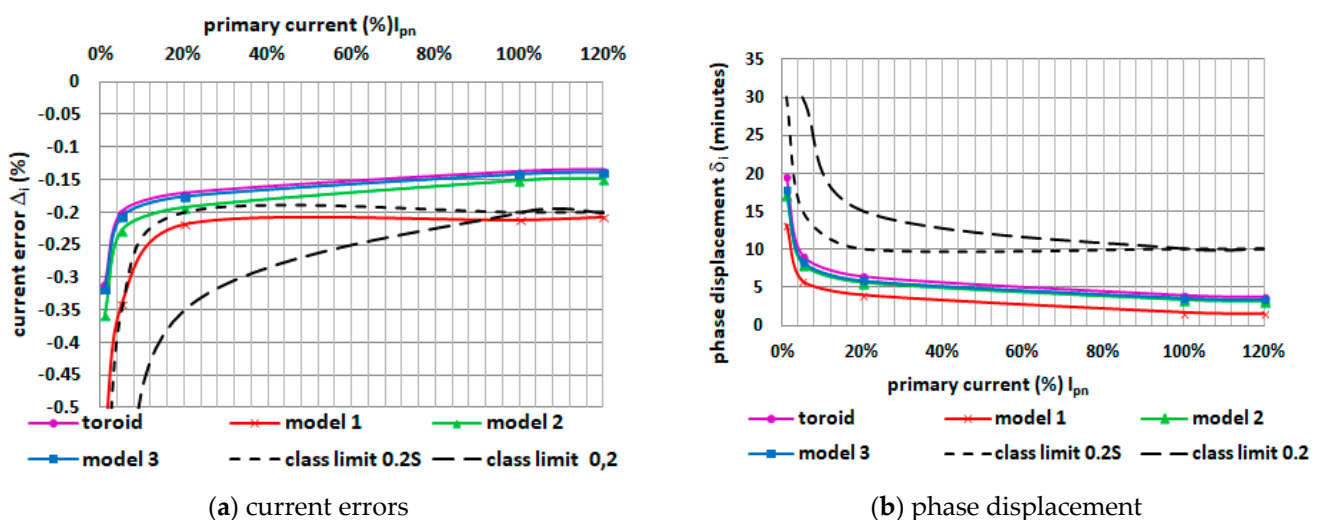 primary current (%)Ipn
0% 20% 40% 60% 80% 100% 120%
0
-0.05
-0.1
-0.15
-0.2
-0.25
-0.3
-0.35
-0.4
-0.45
-0.5
current error Δi (%)
toroid model 1 model 2
model 3 class limit 0.2S class limit 0,2
(a) current errors
35
30
25
20
15
10
5
0
phase displacement δi (minutes)
0% 20% 40% 60% 80% 100% 120%
primary current (%) Ipn
toroid model 1 model 2
model 3 class limit 0.2S class limit 0.2
(b) phase displacement